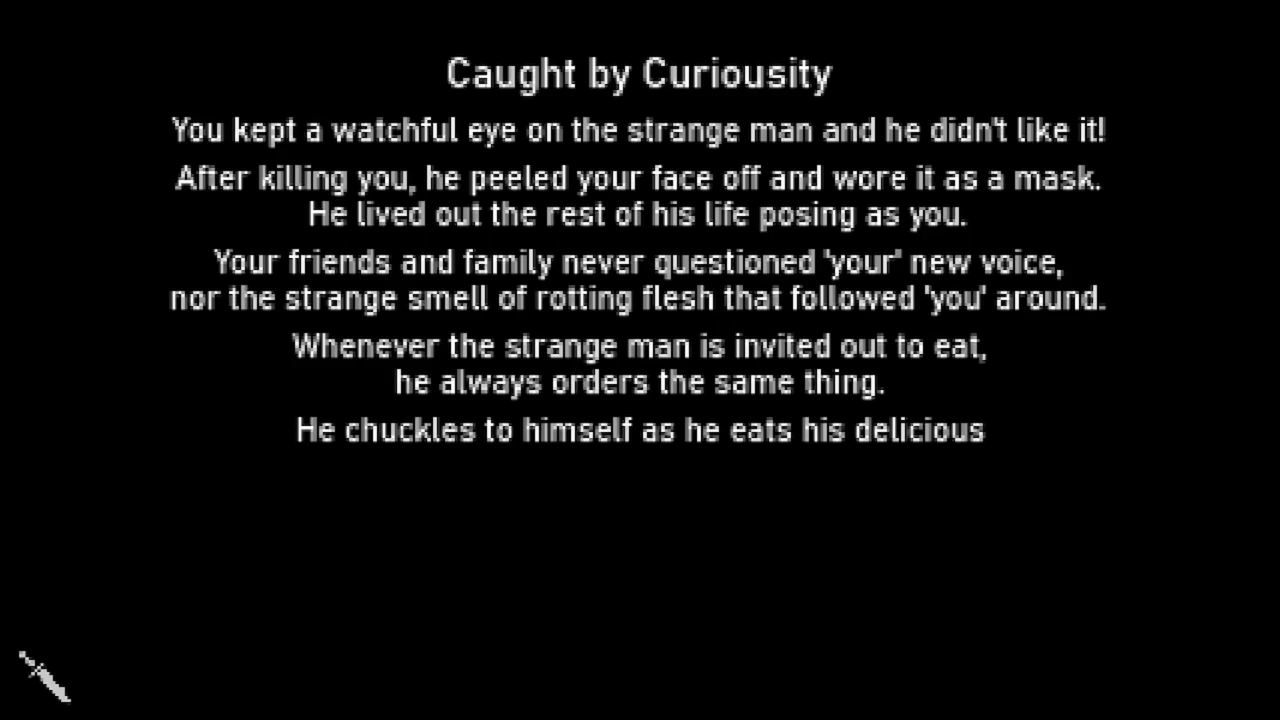 Caught by Curiousity
You kept a watchful eye on the strange man and he didn't like it!
After killing you, he peeled your face off and wore it as a mask.
He lived out the rest of his life posing as you.
Your friends and family never questioned 'your' new voice,
nor the strange smell of rotting flesh that followed 'you' around.
Whenever the strange man is invited out to eat,
he always orders the same thing.
He chuckles to himself as he eats his delicious